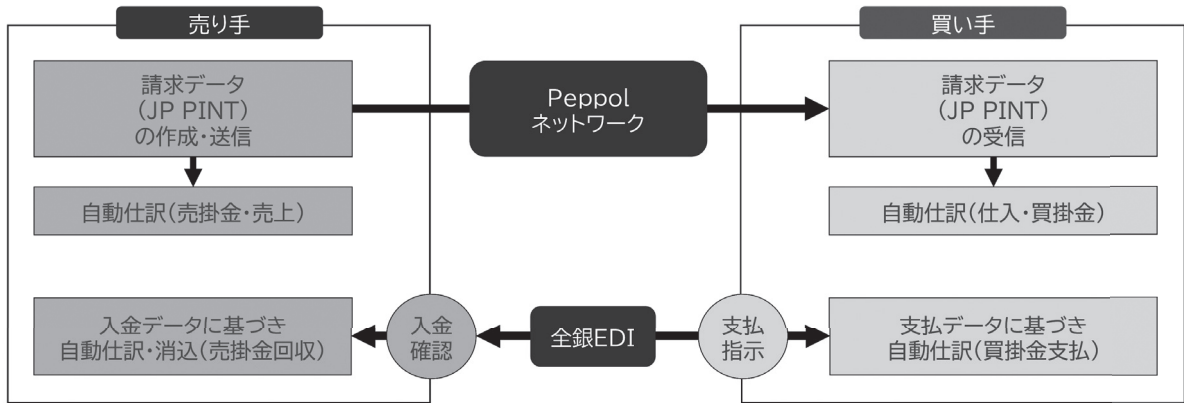 売り手
買い手
請求データ
(JP PINT)
の作成・送信
Peppol
ネットワーク
請求データ
(JP PINT)
の受信
自動仕訳(売掛金・売上)
自動仕訳(仕入・買掛金)
入金データに基づき
自動仕訳・消込(売掛金回収)
入金
確認
全銀EDI
支払
指示
支払データに基づき
自動仕訳(買掛金支払)